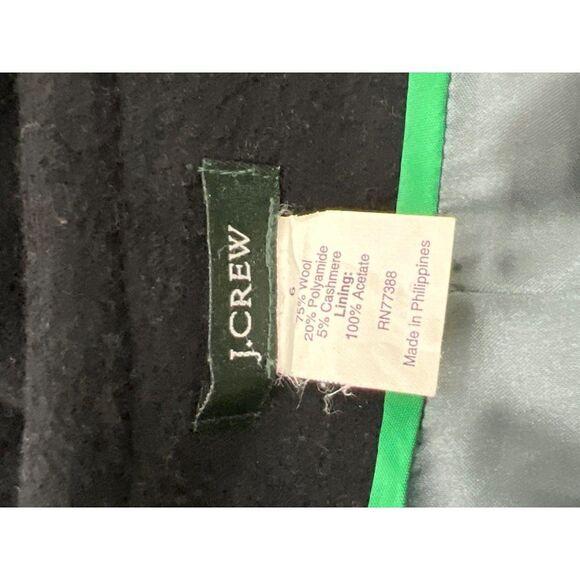 J.CREW
6
75% Wool
20% Polyamide
5% Cashmere
Lining:
100% Acetate
RN77388
Made in Philippines